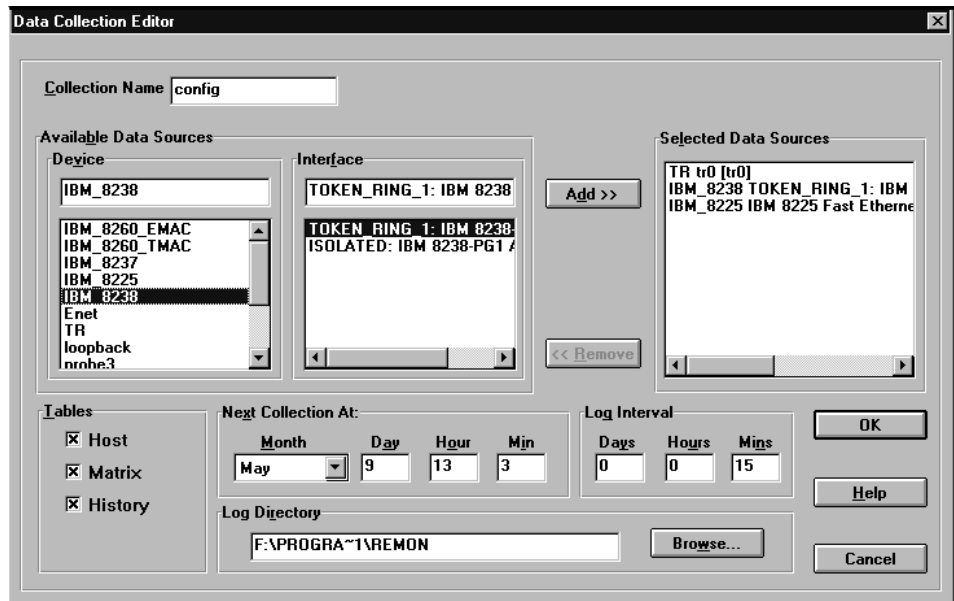 Data Collection Editor
Collection Name config
Available Data Sources
Device
IBM_8238
IBM_8260_EMAC
IBM_8260_TMAC
IBM_8237
IBM_8225
IBM_8238
Enet
TR
loopback
probe3
Interface
TOKEN_RING_1: IBM 8238
TOKEN_RING_1: IBM 8238-
ISOLATED: IBM 8238-PG1 A
Add >>
<< Remove
Selected Data Sources
TR tr0 [tr0]
IBM_8238 TOKEN_RING_1: IBM
IBM_8225 IBM 8225 Fast Etherne
Tables
Host
Matrix
History
Next Collection At:
Month Day Hour Min
May 9 13 3
Log Interval
Days Hours Mins
0 0 15
Log Directory
F:\PROGRA~1\REMON
Browse...
OK
Help
Cancel